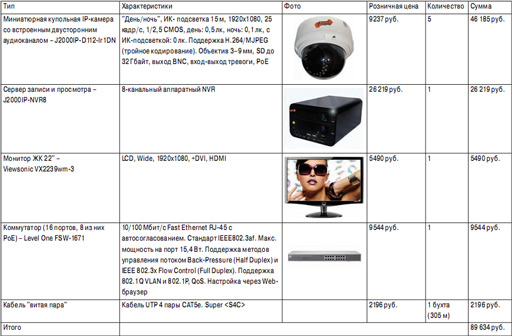 Тип Характеристики Фото Розничная цена Количество Сумма
Миниатюрная купольная IP-камера со встроенным двусторонним аудиоканалом – J2000IP-D112-Ir1DN
"День/ночь", ИК- подсветка 15 м, 1920x1080, 25
кадр/с, 1/2,5 CMOS, день: 0,5 лк, ночь: 0,1 лк, с
ИК-подсветкой: 0 лк. Поддержка H.264/MJPEG
(тройное кодирование). Объектив 3–9 мм, SD до
32 Гбайт, выход BNC, вход-выход тревоги, PoE
9237 руб. 5 46 185 руб.
Сервер записи и просмотра –
J2000IP-NVR8
8-канальный аппаратный NVR
26 219 руб. 1 26 219 руб.
Монитор ЖК 22" –
Viewsonic VX2239wm-3
LCD, Wide, 1920x1080, +DVI, HDMI
5490 руб. 1 5490 руб.
Коммутатор (16 портов, 8 из них
PoE) – Level One FSW-1671
10/100 Мбит/с Fast Ethernet RJ-45 с
автосогласованием. Стандарт IEEE802.3af. Макс.
мощность на порт 15,4 Вт. Поддержка методов
управления потоком Back-Pressure (Half Duplex) и
IEEE 802.3x Flow Control (Full Duplex). Поддержка
802.1Q VLAN и 802.1P, QoS. Настройка через Web-
браузер
9544 руб. 1 9544 руб.
Кабель "витая пара"
Кабель UTP 4 пары CAT5e. Super <S4C>
2196 руб. 1 бухта
(305 м)
2196 руб.
Итого 89 634 руб.